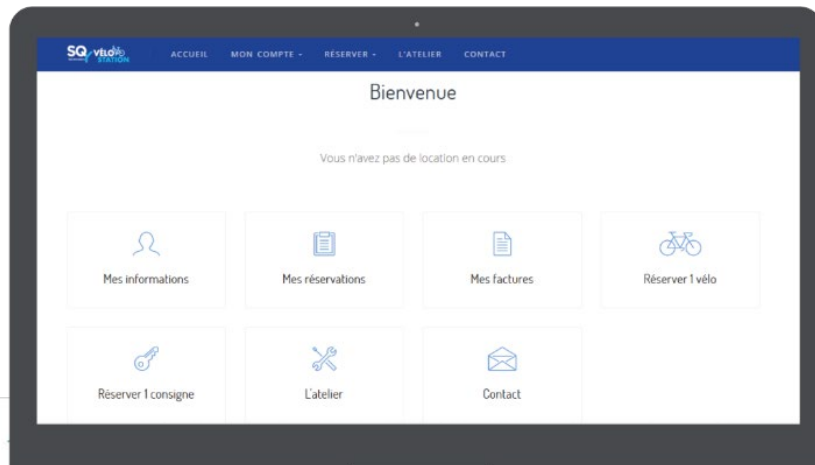 SQY VÉLO STATION
ACCUEIL MON COMPTE RÉSERVER L'ATELIER CONTACT
Bienvenue
Vous n'avez pas de location en cours
Mes informations Mes réservations Mes factures Réserver 1 vélo
Réserver 1 consigne L'atelier Contact